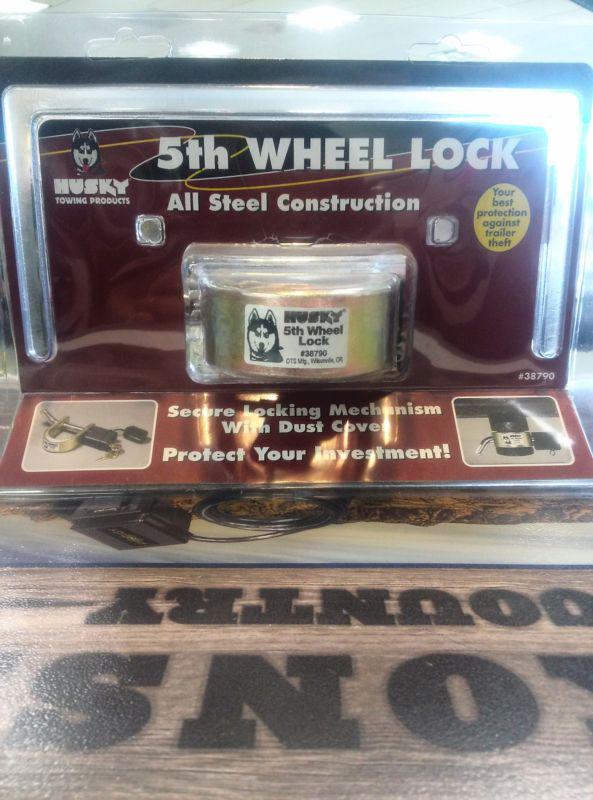 5th WHEEL LOCK
HUSKY
TOWING PRODUCTS
All Steel Construction
Your
best
protection
against
trailer
theft
HUSKY
5th Wheel
Lock
#38790
DTS Mfg., Wilsonville, OR
#38790
Secure Locking Mechanism
With Dust Cover
Protect Your Investment!
COUNTRY